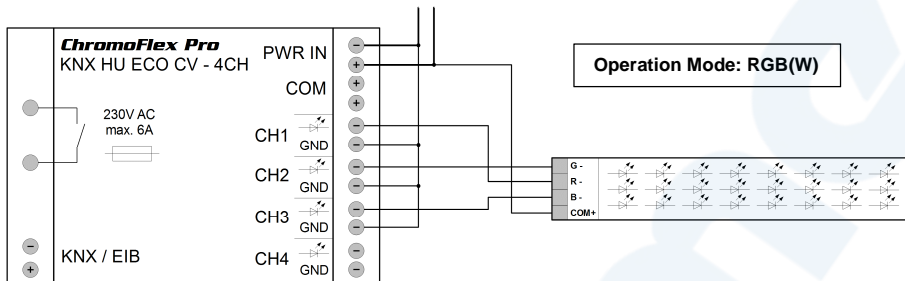 ChromoFlex Pro
KNX HU ECO CV - 4CH
PWR IN
-
+
COM
+
+
230V AC
max. 6A
CH1
-
GND
-
CH2
-
GND
-
CH3
-
GND
-
CH4
-
GND
-
-
+
KNX / EIB
Operation Mode: RGB(W)
G -
R -
B -
COM+